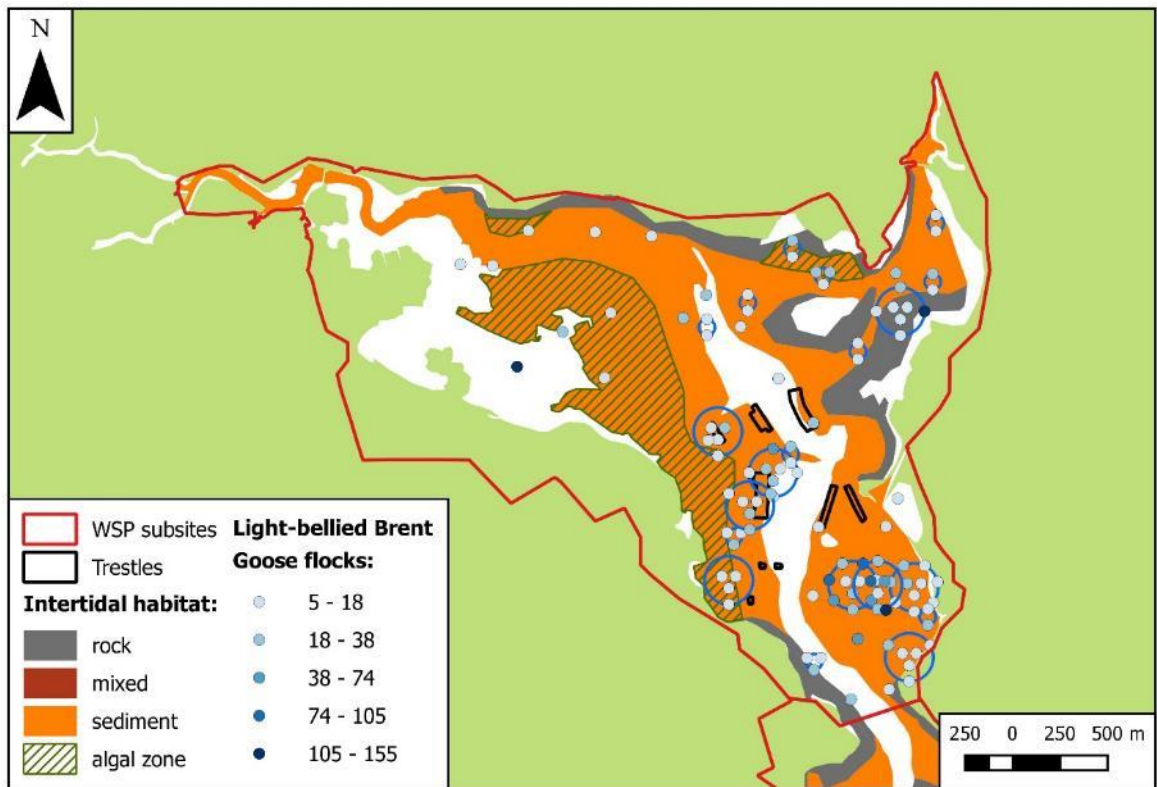 N
WSP subsites
Trestles
Intertidal habitat:
rock
mixed
sediment
algal zone
Light-bellied Brent
Goose flocks:
5 - 18
18 - 38
38 - 74
74 - 105
105 - 155
250 0 250 500 m